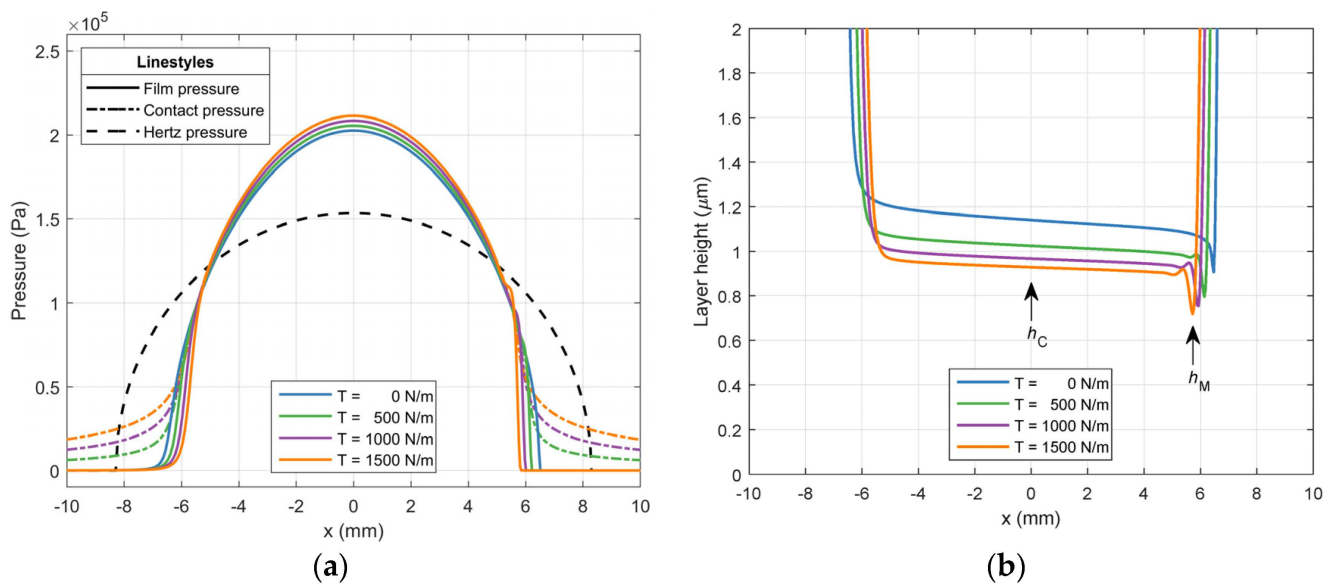 ×10⁵
2.5
2
1.5
1
0.5
0
Pressure (Pa)
-10 -8 -6 -4 -2 0 2 4 6 8 10
x (mm)
Linestyles
Film pressure
Contact pressure
Hertz pressure
T = 0 N/m
T = 500 N/m
T = 1000 N/m
T = 1500 N/m
(a)
2
1.8
1.6
1.4
1.2
1
0.8
0.6
0.4
0.2
0
Layer height (μm)
-10 -8 -6 -4 -2 0 2 4 6 8 10
x (mm)
h_C
h_M
T = 0 N/m
T = 500 N/m
T = 1000 N/m
T = 1500 N/m
(b)